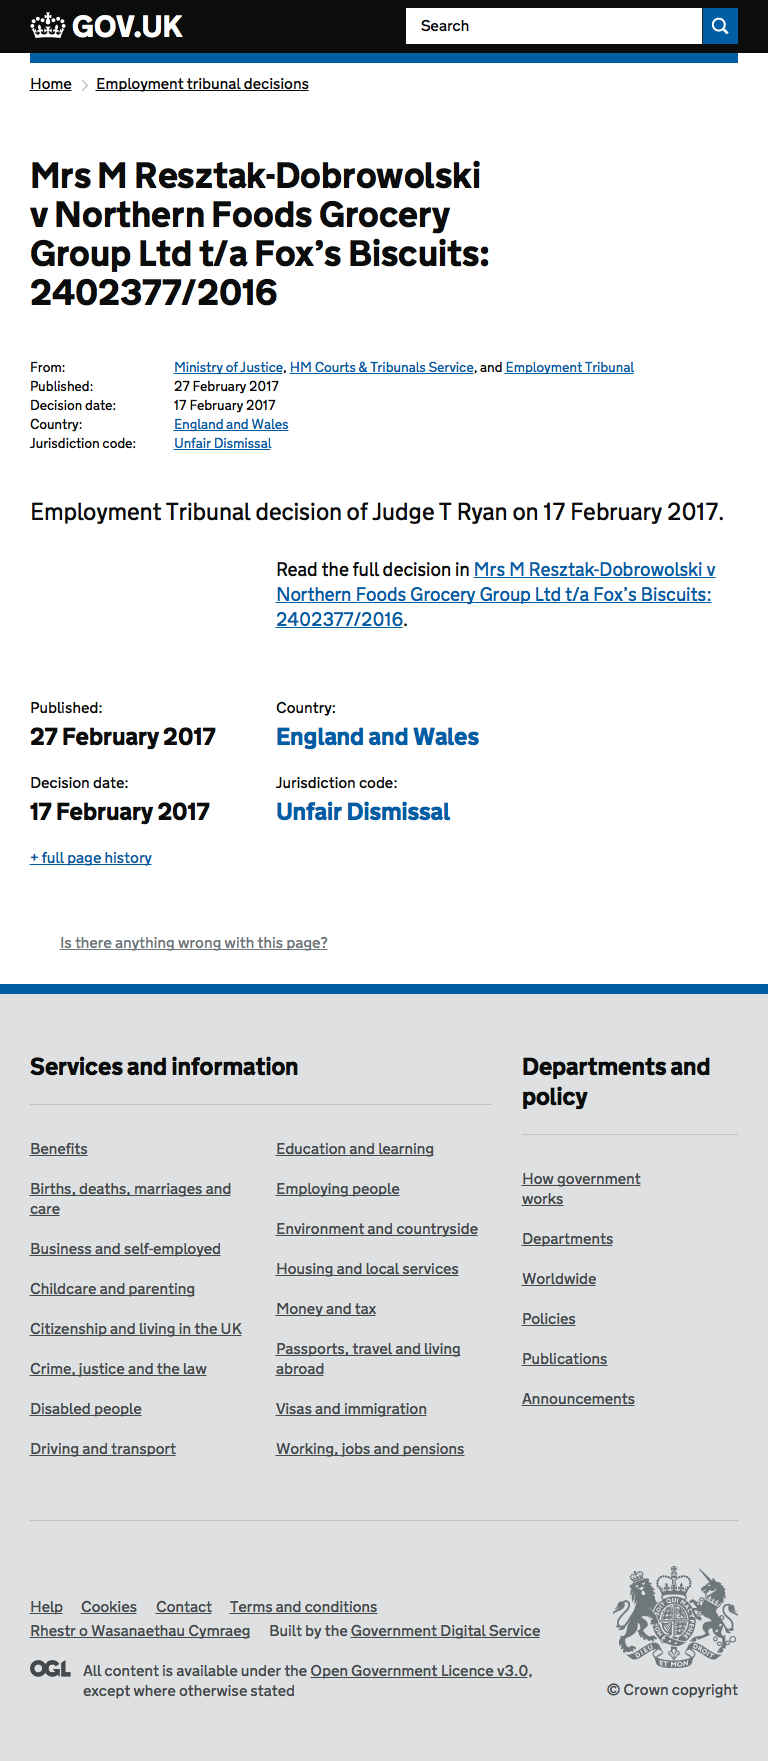 GOV.UK
Search
Home
Employment tribunal decisions
Mrs M Resztak-Dobrowolski
v Northern Foods Grocery
Group Ltd t/a Fox’s Biscuits:
2402377/2016
From: Ministry of Justice, HM Courts & Tribunals Service, and Employment Tribunal
Published: 27 February 2017
Decision date: 17 February 2017
Country: England and Wales
Jurisdiction code: Unfair Dismissal
Employment Tribunal decision of Judge T Ryan on 17 February 2017.
Read the full decision in Mrs M Resztak-Dobrowolski v
Northern Foods Grocery Group Ltd t/a Fox’s Biscuits:
2402377/2016.
Published:
27 February 2017
Country:
England and Wales
Decision date:
17 February 2017
Jurisdiction code:
Unfair Dismissal
+ full page history
Is there anything wrong with this page?
Services and information
Benefits
Births, deaths, marriages and
care
Business and self-employed
Childcare and parenting
Citizenship and living in the UK
Crime, justice and the law
Disabled people
Driving and transport
Education and learning
Employing people
Environment and countryside
Housing and local services
Money and tax
Passports, travel and living
abroad
Visas and immigration
Working, jobs and pensions
Departments and
policy
How government
works
Departments
Worldwide
Policies
Publications
Announcements
Help Cookies Contact Terms and conditions
Rhestr o Wasanaethau Cymraeg Built by the Government Digital Service
OGL
All content is available under the Open Government Licence v3.0,
except where otherwise stated
DIEU ET MON DROIT
© Crown copyright